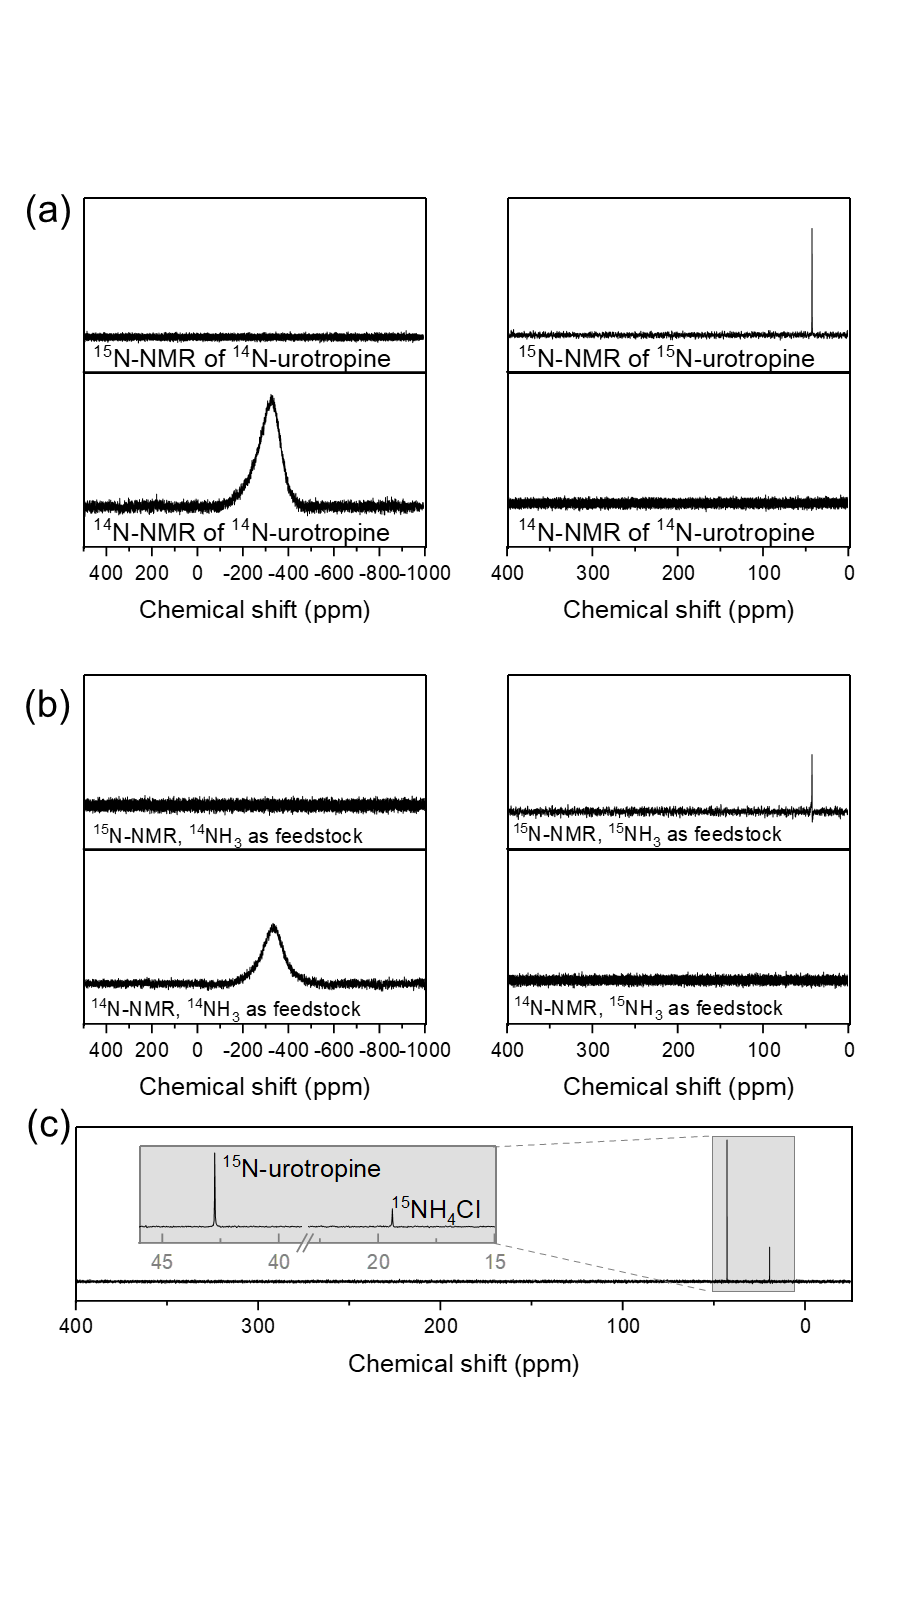 (a)
¹⁵N-NMR of ¹⁴N-urotropine
¹⁴N-NMR of ¹⁴N-urotropine
400 200 0 -200 -400 -600 -800 -1000
Chemical shift (ppm)
¹⁵N-NMR of ¹⁵N-urotropine
¹⁴N-NMR of ¹⁴N-urotropine
400 300 200 100 0
Chemical shift (ppm)
(b)
¹⁵N-NMR, ¹⁴NH₃ as feedstock
¹⁴N-NMR, ¹⁴NH₃ as feedstock
400 200 0 -200 -400 -600 -800 -1000
Chemical shift (ppm)
¹⁵N-NMR, ¹⁵NH₃ as feedstock
¹⁴N-NMR, ¹⁵NH₃ as feedstock
400 300 200 100 0
Chemical shift (ppm)
(c)
¹⁵N-urotropine
¹⁵NH₄Cl
45 40 20 15
400 300 200 100 0
Chemical shift (ppm)